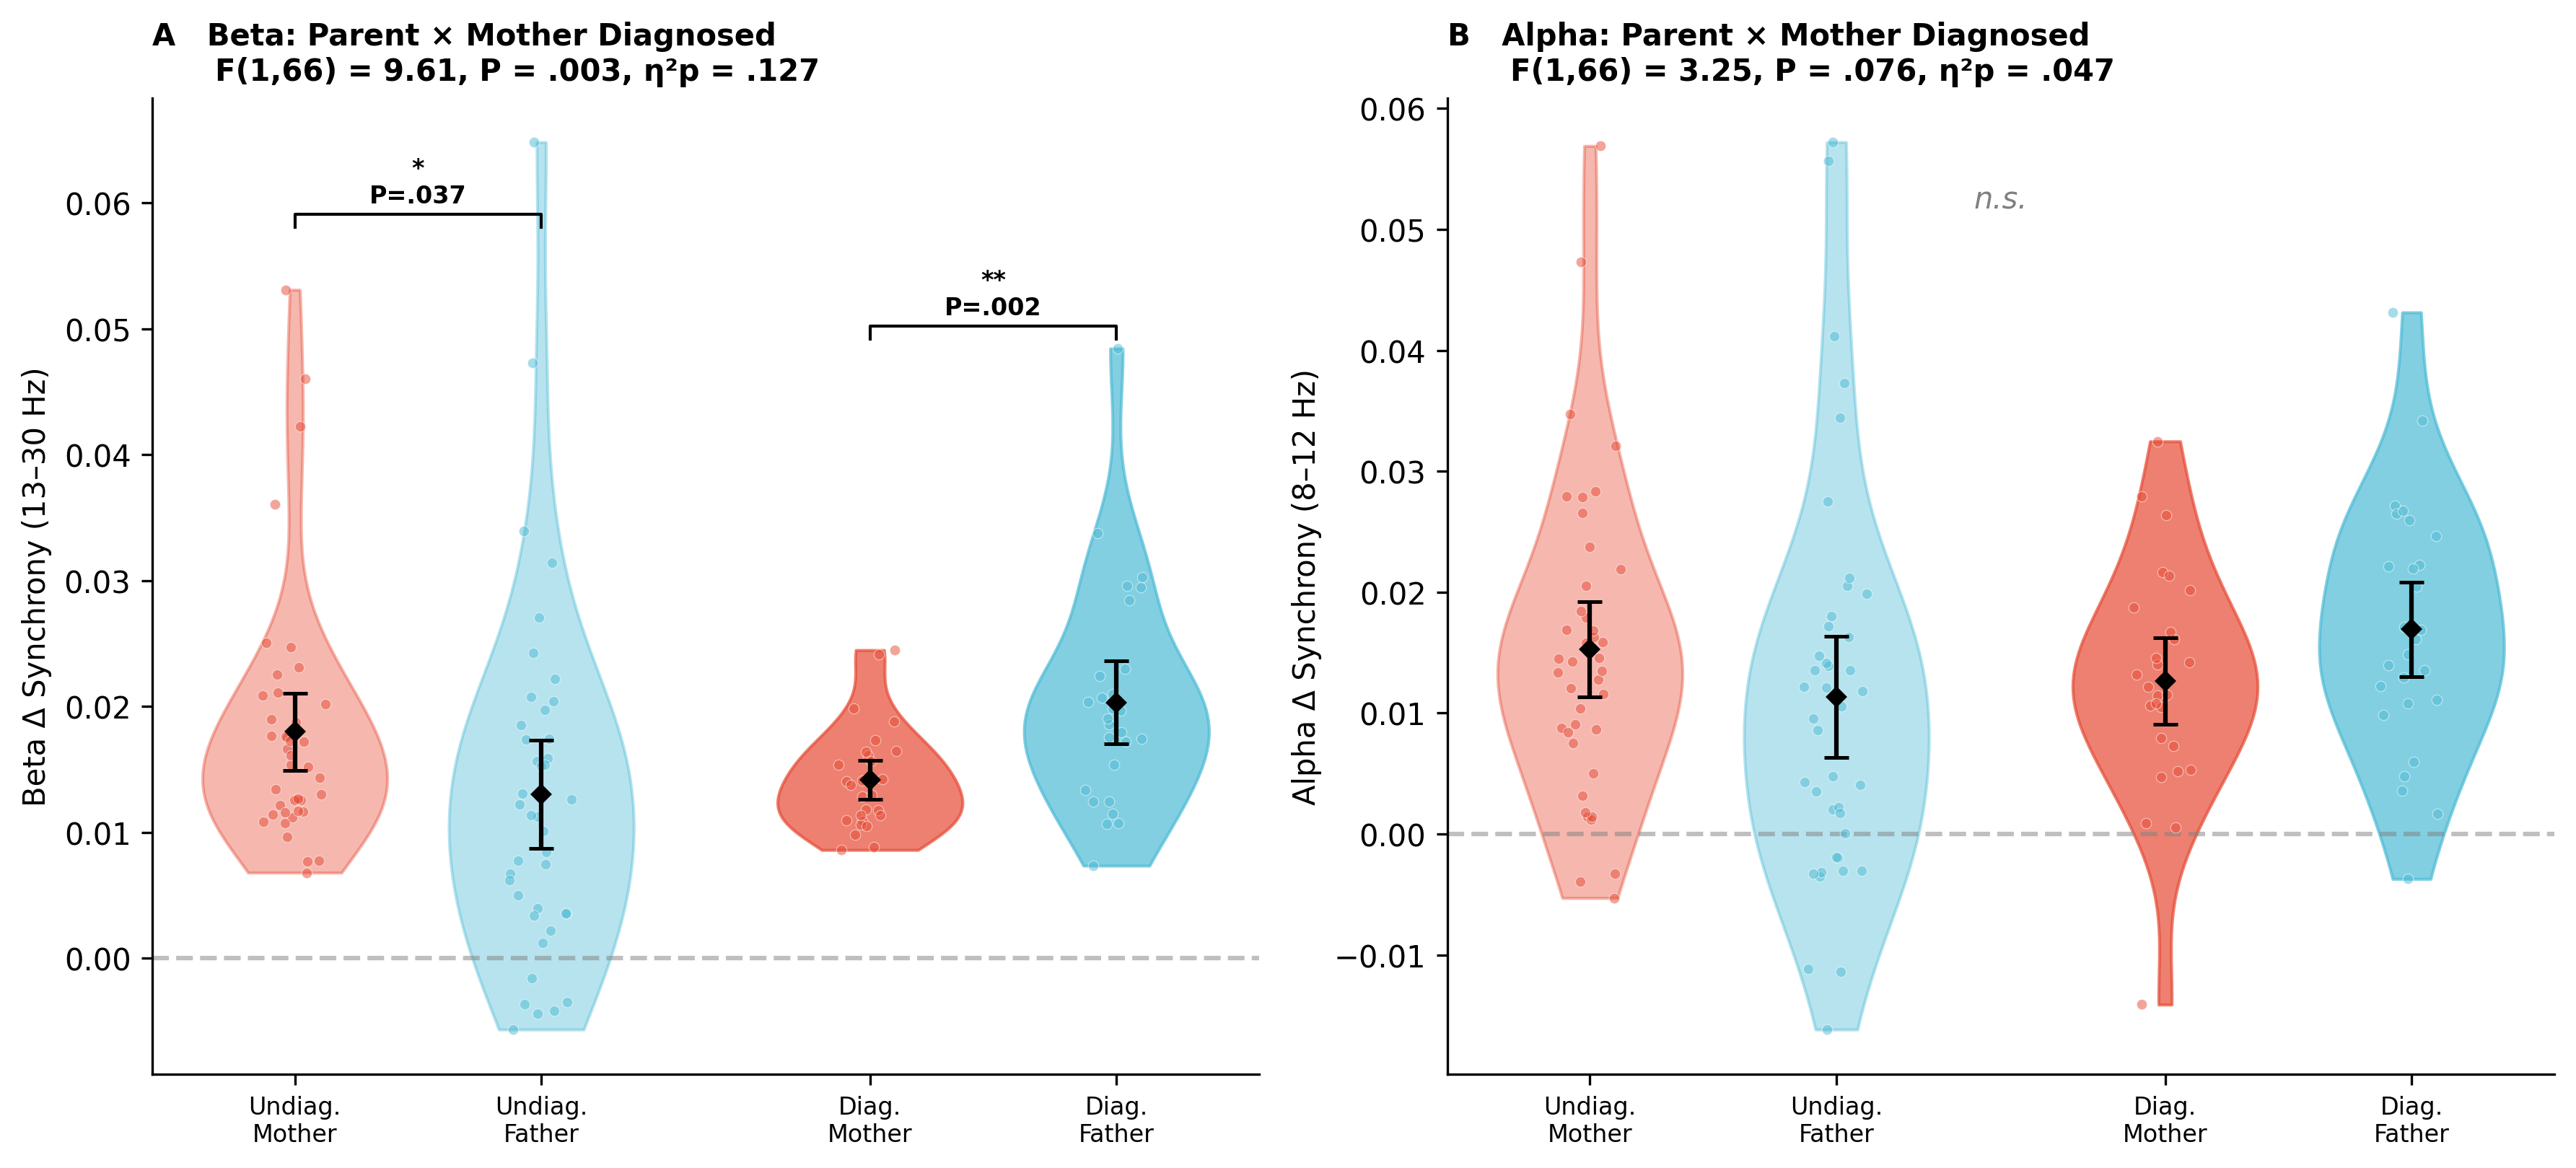 A Beta: Parent × Mother Diagnosed
F(1,66) = 9.61, P = .003, η²p = .127
Beta Δ Synchrony (13–30 Hz)
0.06
0.05
0.04
0.03
0.02
0.01
0.00
*
P=.037
**
P=.002
Undiag.
Mother
Undiag.
Father
Diag.
Mother
Diag.
Father
B Alpha: Parent × Mother Diagnosed
F(1,66) = 3.25, P = .076, η²p = .047
Alpha Δ Synchrony (8–12 Hz)
0.06
0.05
0.04
0.03
0.02
0.01
0.00
−0.01
n.s.
Undiag.
Mother
Undiag.
Father
Diag.
Mother
Diag.
Father